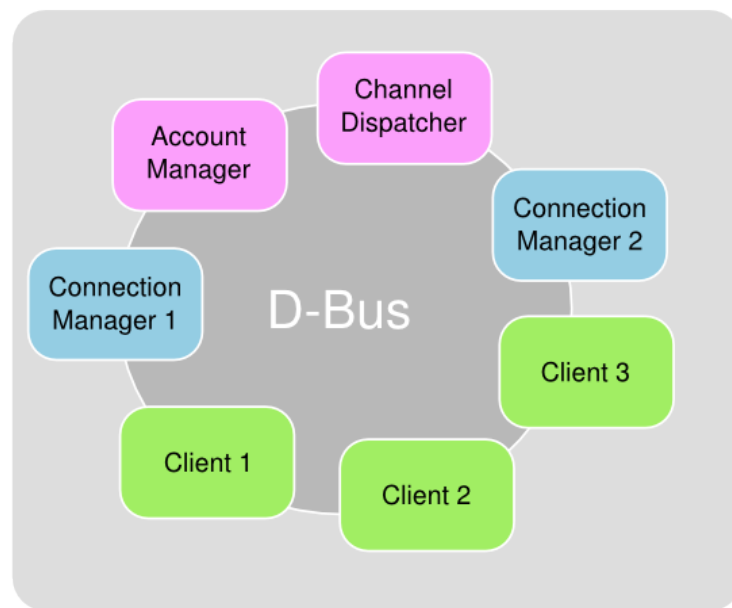 Channel
Dispatcher
Account
Manager
Connection
Manager 2
Connection
Manager 1
D-Bus
Client 3
Client 1
Client 2